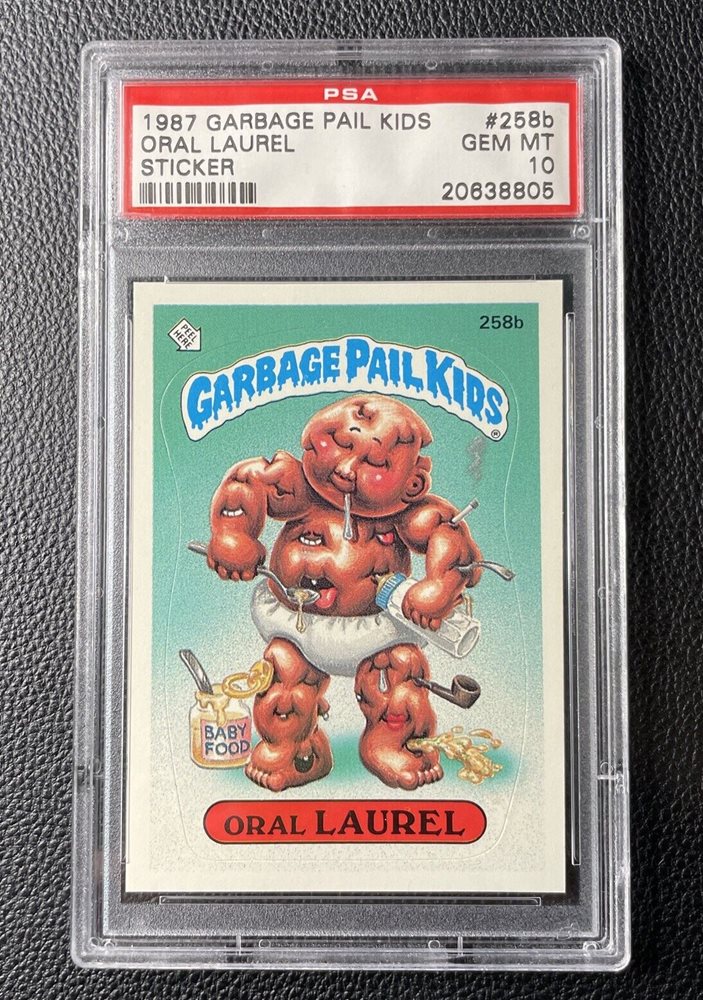 PSA
1987 GARBAGE PAIL KIDS #258b
ORAL LAUREL GEM MT
STICKER 10
20638805
PEEL
HERE
258b
GARBAGE PAIL KIDS
®
BABY
FOOD
ORAL LAUREL